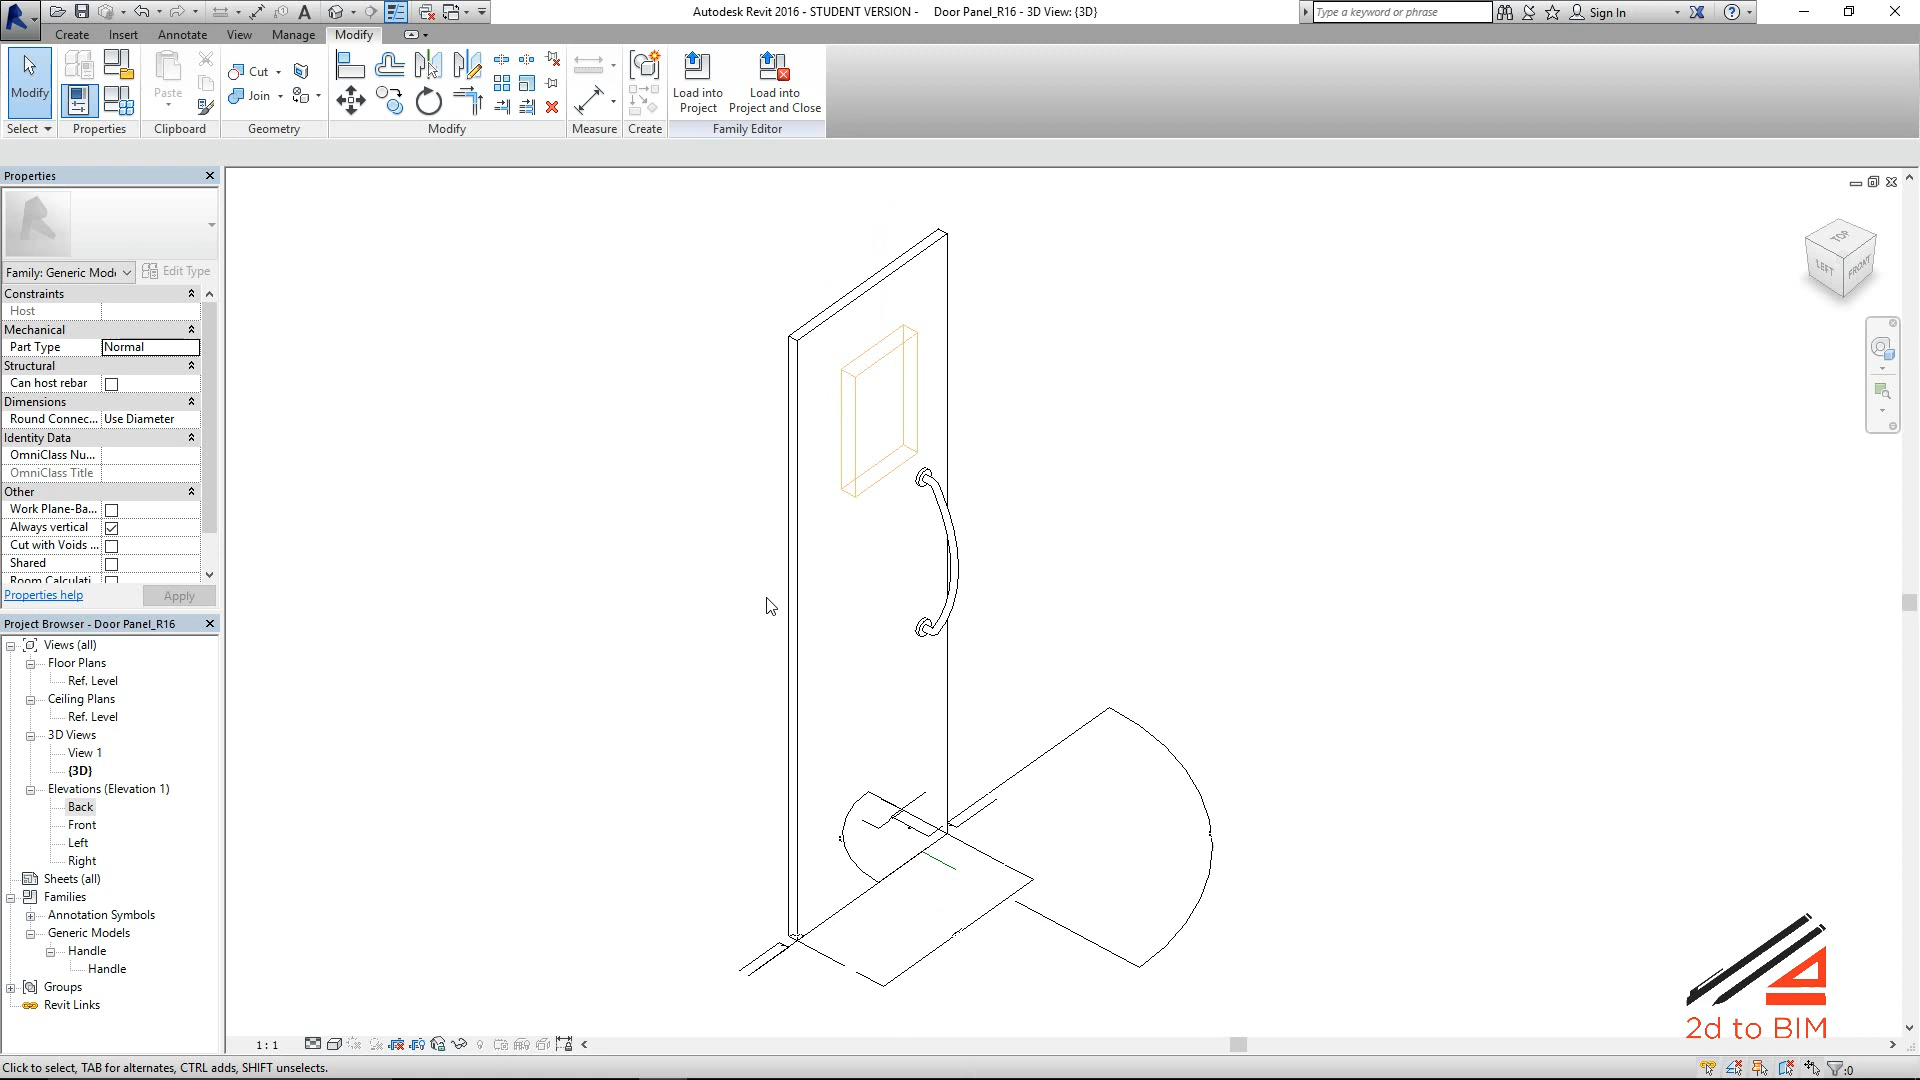 Autodesk Revit 2016 - STUDENT VERSION -    Door Panel_R16 - 3D View: {3D}
Type a keyword or phrase
Sign In
Create
Insert
Annotate
View
Manage
Modify
Modify
Paste
Cut
Join
Load into
Project
Load into
Project and Close
Select
Properties
Clipboard
Geometry
Modify
Measure
Create
Family Editor
Properties
Family: Generic Mod
Edit Type
Constraints
Host
Mechanical
Part Type
Normal
Structural
Can host rebar
Dimensions
Round Connec...
Use Diameter
Identity Data
OmniClass Nu...
OmniClass Title
Other
Work Plane-Ba...
Always vertical
Cut with Voids ...
Shared
Room Calculati
Properties help
Apply
Project Browser - Door Panel_R16
Views (all)
Floor Plans
Ref. Level
Ceiling Plans
Ref. Level
3D Views
View 1
{3D}
Elevations (Elevation 1)
Back
Front
Left
Right
Sheets (all)
Families
Annotation Symbols
Generic Models
Handle
Handle
Groups
Revit Links
TOP
LEFT
FRONT
2d to BIM
1 : 1
Click to select, TAB for alternates, CTRL adds, SHIFT unselects.
:0